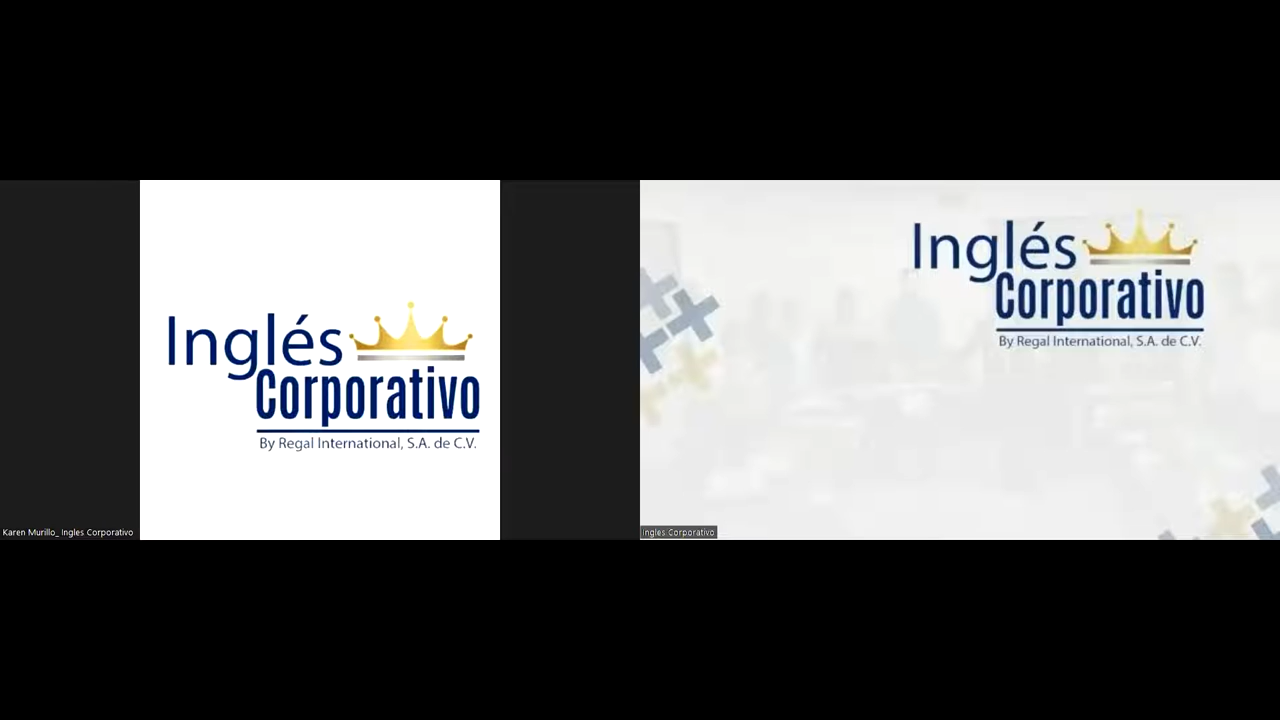 Inglés
Corporativo
By Regal International, S.A. de C.V.
Karen Murillo_ Ingles Corporativo
Inglés
Corporativo
By Regal International, S.A. de C.V.
Ingles Corporativo